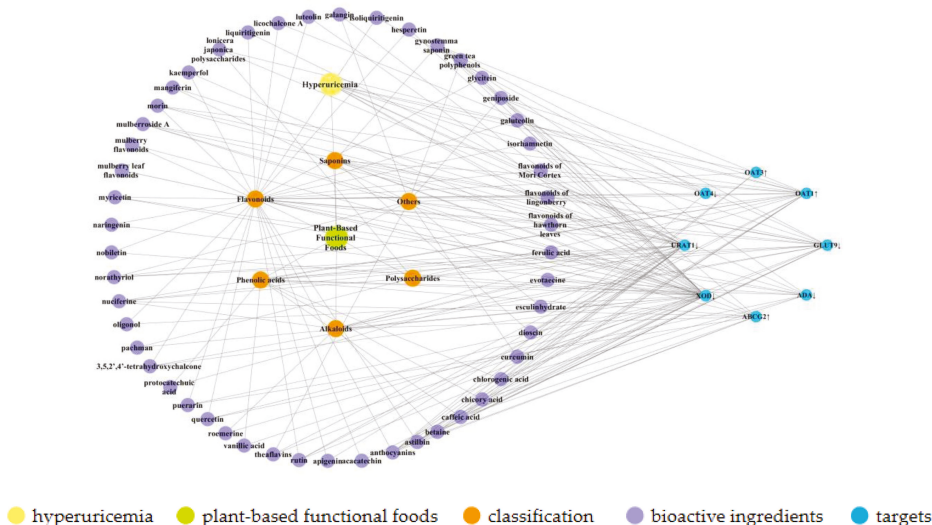 luteolin
galangin
isoliquiritigenin
licochalcone A
hesperetin
liquiritigenin
gynostemma
saponin
lonicera
japonica
polysaccharides
green tea
polyphenols
kaempferol
glycitein
Hyperuricemia
mangiferin
geniposide
morin
galuteolin
mulberroside A
isorhamnetin
mulberry
flavonoids
Saponins
mulberry leaf
flavonoids
flavonoids of
Mori Cortex
OAT3↑
myricetin
Flavonoids
Others
flavonoids of
lingonberry
OAT4↓
OAT1↑
naringenin
Plant-Based
Functional
Foods
flavonoids of
hawthorn
leaves
nobiletin
ferulic acid
URAT1↓
GLUT9↓
norathyriol
Phenolic acids
Polysaccharides
evotaecine
nuciferine
esculinhydrate
XOD↓
ADA↓
oligonol
Alkaloids
dioscin
ABCG2↑
pachman
curcumin
3,5,2',4'-tetrahydroxychalcone
chlorogenic acid
protocatechuic
acid
chicory acid
puerarin
caffeic acid
quercetin
betaine
roemerine
astilbin
vanillic acid
anthocyanins
theaflavins
rutin
apigenin
acacatechin
hyperuricemia
plant-based functional foods
classification
bioactive ingredients
targets